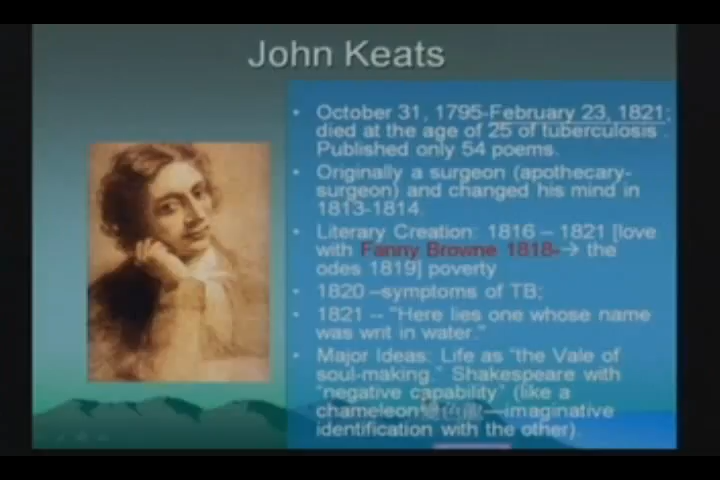 John Keats
• October 31, 1795-February 23, 1821;
died at the age of 25 of tuberculosis .
Published only 54 poems.
• Originally a surgeon (apothecary-
surgeon) and changed his mind in
1813-1814.
• Literary Creation: 1816 – 1821 [love
with Fanny Browne 1818-→ the
odes 1819] poverty
• 1820 –symptoms of TB;
• 1821 – "Here lies one whose name
was writ in water."
• Major Ideas: Life as "the Vale of
soul-making." Shakespeare with
"negative capability" (like a
chameleon 變色龍—imaginative
identification with the other).